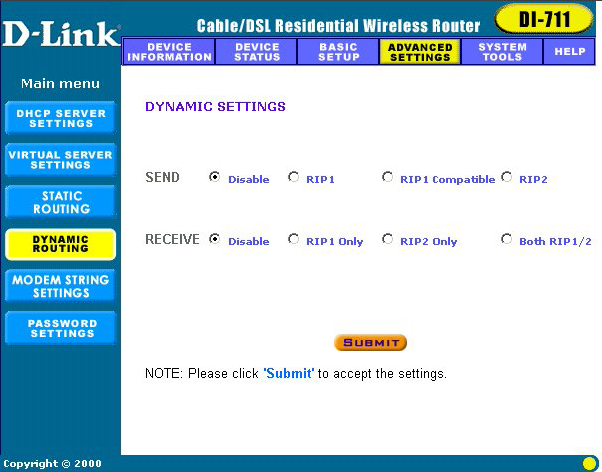 D-Link
Cable/DSL Residential Wireless Router
DI-711
DEVICE INFORMATION
DEVICE STATUS
BASIC SETUP
ADVANCED SETTINGS
SYSTEM TOOLS
HELP
Main menu
DHCP SERVER
SETTINGS
VIRTUAL SERVER
SETTINGS
STATIC
ROUTING
DYNAMIC
ROUTING
MODEM STRING
SETTINGS
PASSWORD
SETTINGS
DYNAMIC SETTINGS
SEND Disable RIP1 RIP1 Compatible RIP2
RECEIVE Disable RIP1 Only RIP2 Only Both RIP1/2
SUBMIT
NOTE: Please click 'Submit' to accept the settings.
Copyright © 2000